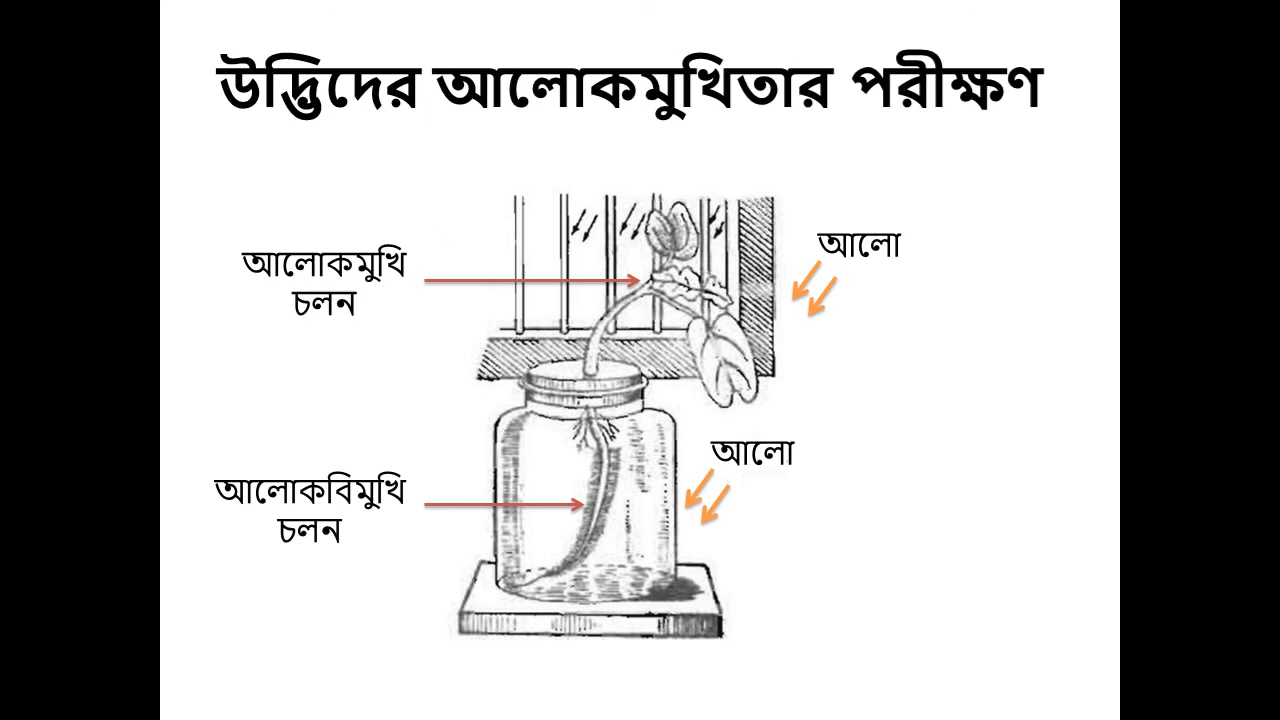 উদ্ভিদের আলোকমুখিতার পরীক্ষণ
আলো
আলোকমুখি
চলন
আলো
আলোকবিমুখি
চলন